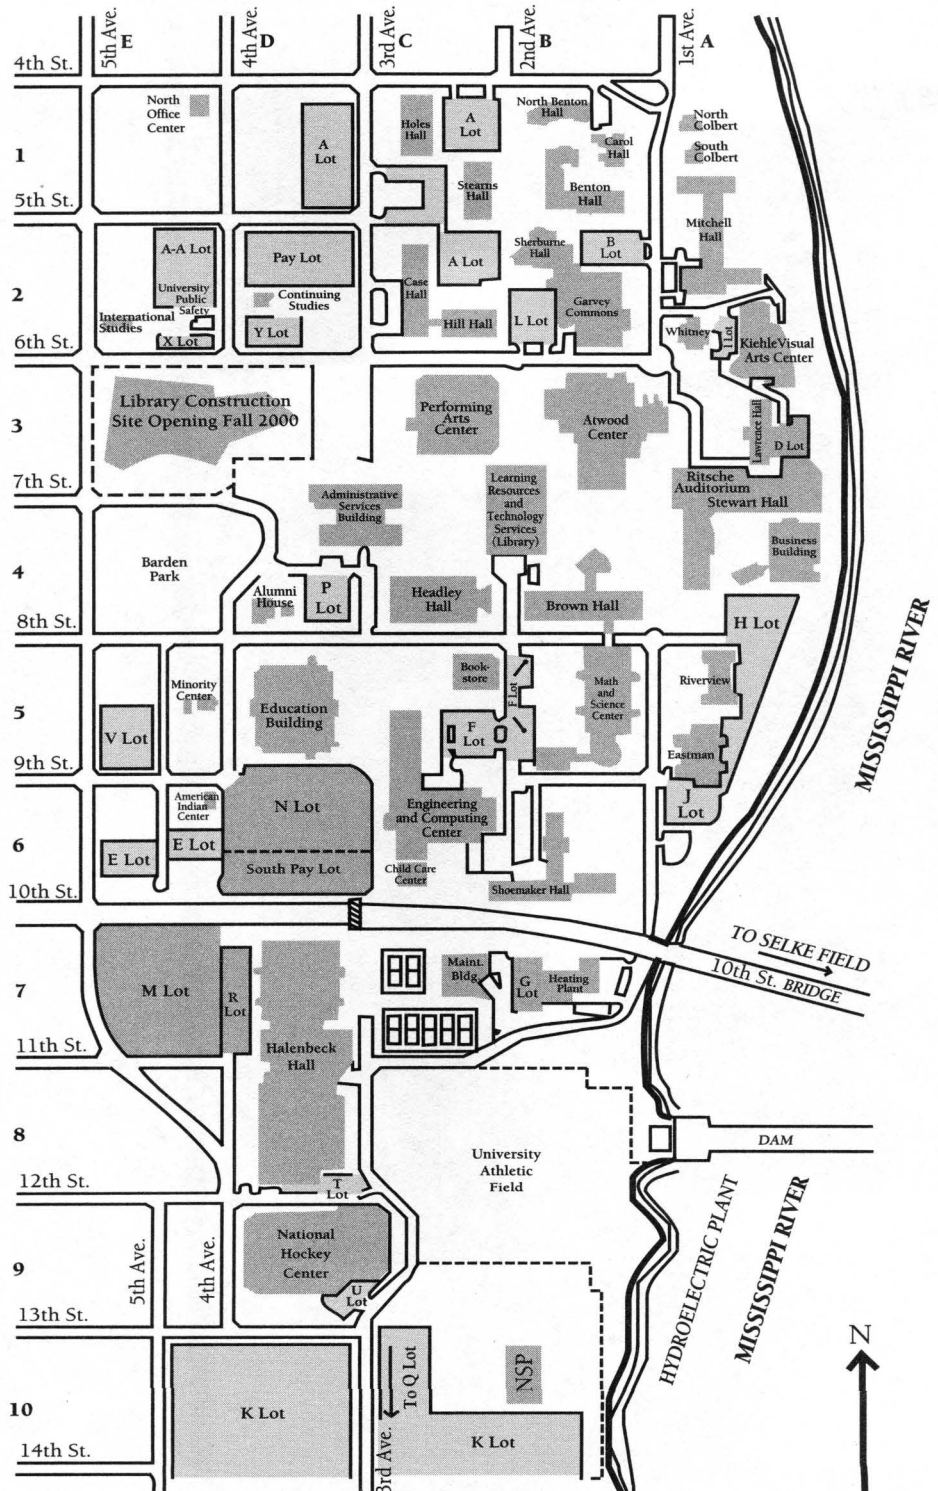 5th Ave.
E
4th Ave.
D
3rd Ave.
C
2nd Ave.
B
1st Ave.
A
4th St.
North
Office
Center
A
Lot
Holes
Hall
A
Lot
North Benton
Hall
Carol
Hall
North
Colbert
South
Colbert
1
Stearns
Hall
Benton
Hall
Mitchell
Hall
5th St.
A-A Lot
Pay Lot
A Lot
Sherburne
Hall
B
Lot
2
University
Public
Safety
International
Studies
X Lot
Continuing
Studies
Y Lot
Case
Hall
Hill Hall
L Lot
Garvey
Commons
Whitney
I Lot
Kiehle Visual
Arts Center
6th St.
Library Construction
Site Opening Fall 2000
Performing
Arts
Center
Atwood
Center
Lawrence Hall
D Lot
3
7th St.
Administrative
Services
Building
Learning
Resources
and
Technology
Services
(Library)
Ritsche
Auditorium
Stewart Hall
Business
Building
Barden
Park
4
Alumni
House
P
Lot
Headley
Hall
Brown Hall
H Lot
8th St.
MISSISSIPPI RIVER
Minority
Center
Education
Building
Book-
store
F Lot
Math
and
Science
Center
Riverview
5
V Lot
F
Lot
Eastman
9th St.
American
Indian
Center
N Lot
Engineering
and Computing
Center
J
Lot
6
E Lot
E Lot
South Pay Lot
Child Care
Center
Shoemaker Hall
10th St.
TO SELKE FIELD
10th St. BRIDGE
7
M Lot
R
Lot
Maint.
Bldg.
G
Lot
Heating
Plant
Halenbeck
Hall
11th St.
8
University
Athletic
Field
DAM
12th St.
T
Lot
HYDROELECTRIC PLANT
MISSISSIPPI RIVER
9
5th Ave.
4th Ave.
National
Hockey
Center
U
Lot
13th St.
N
To Q Lot
NSP
10
K Lot
K Lot
3rd Ave.
14th St.